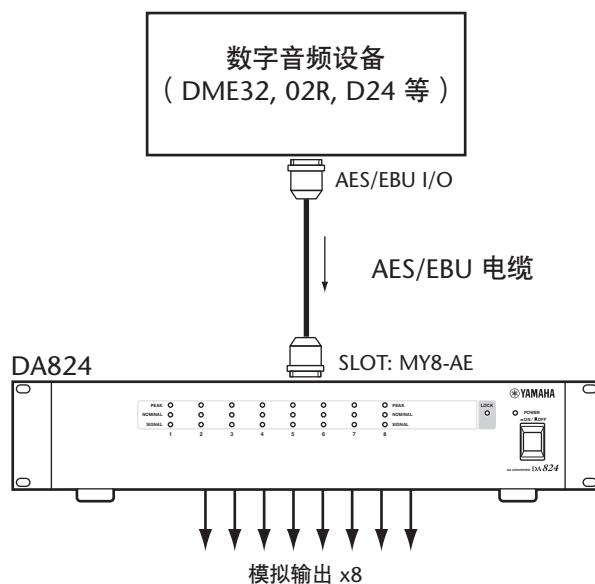 数字音频设备
（ DME32, 02R, D24 等 ）
AES/EBU I/O
AES/EBU 电缆
DA824
SLOT: MY8-AE
YAMAHA
PEAK PEAK LOCK
NOMINAL NOMINAL
SIGNAL SIGNAL
1 2 3 4 5 6 7 8
POWER
ON / OFF
DA CONVERTER DA 824
模拟输出 x8